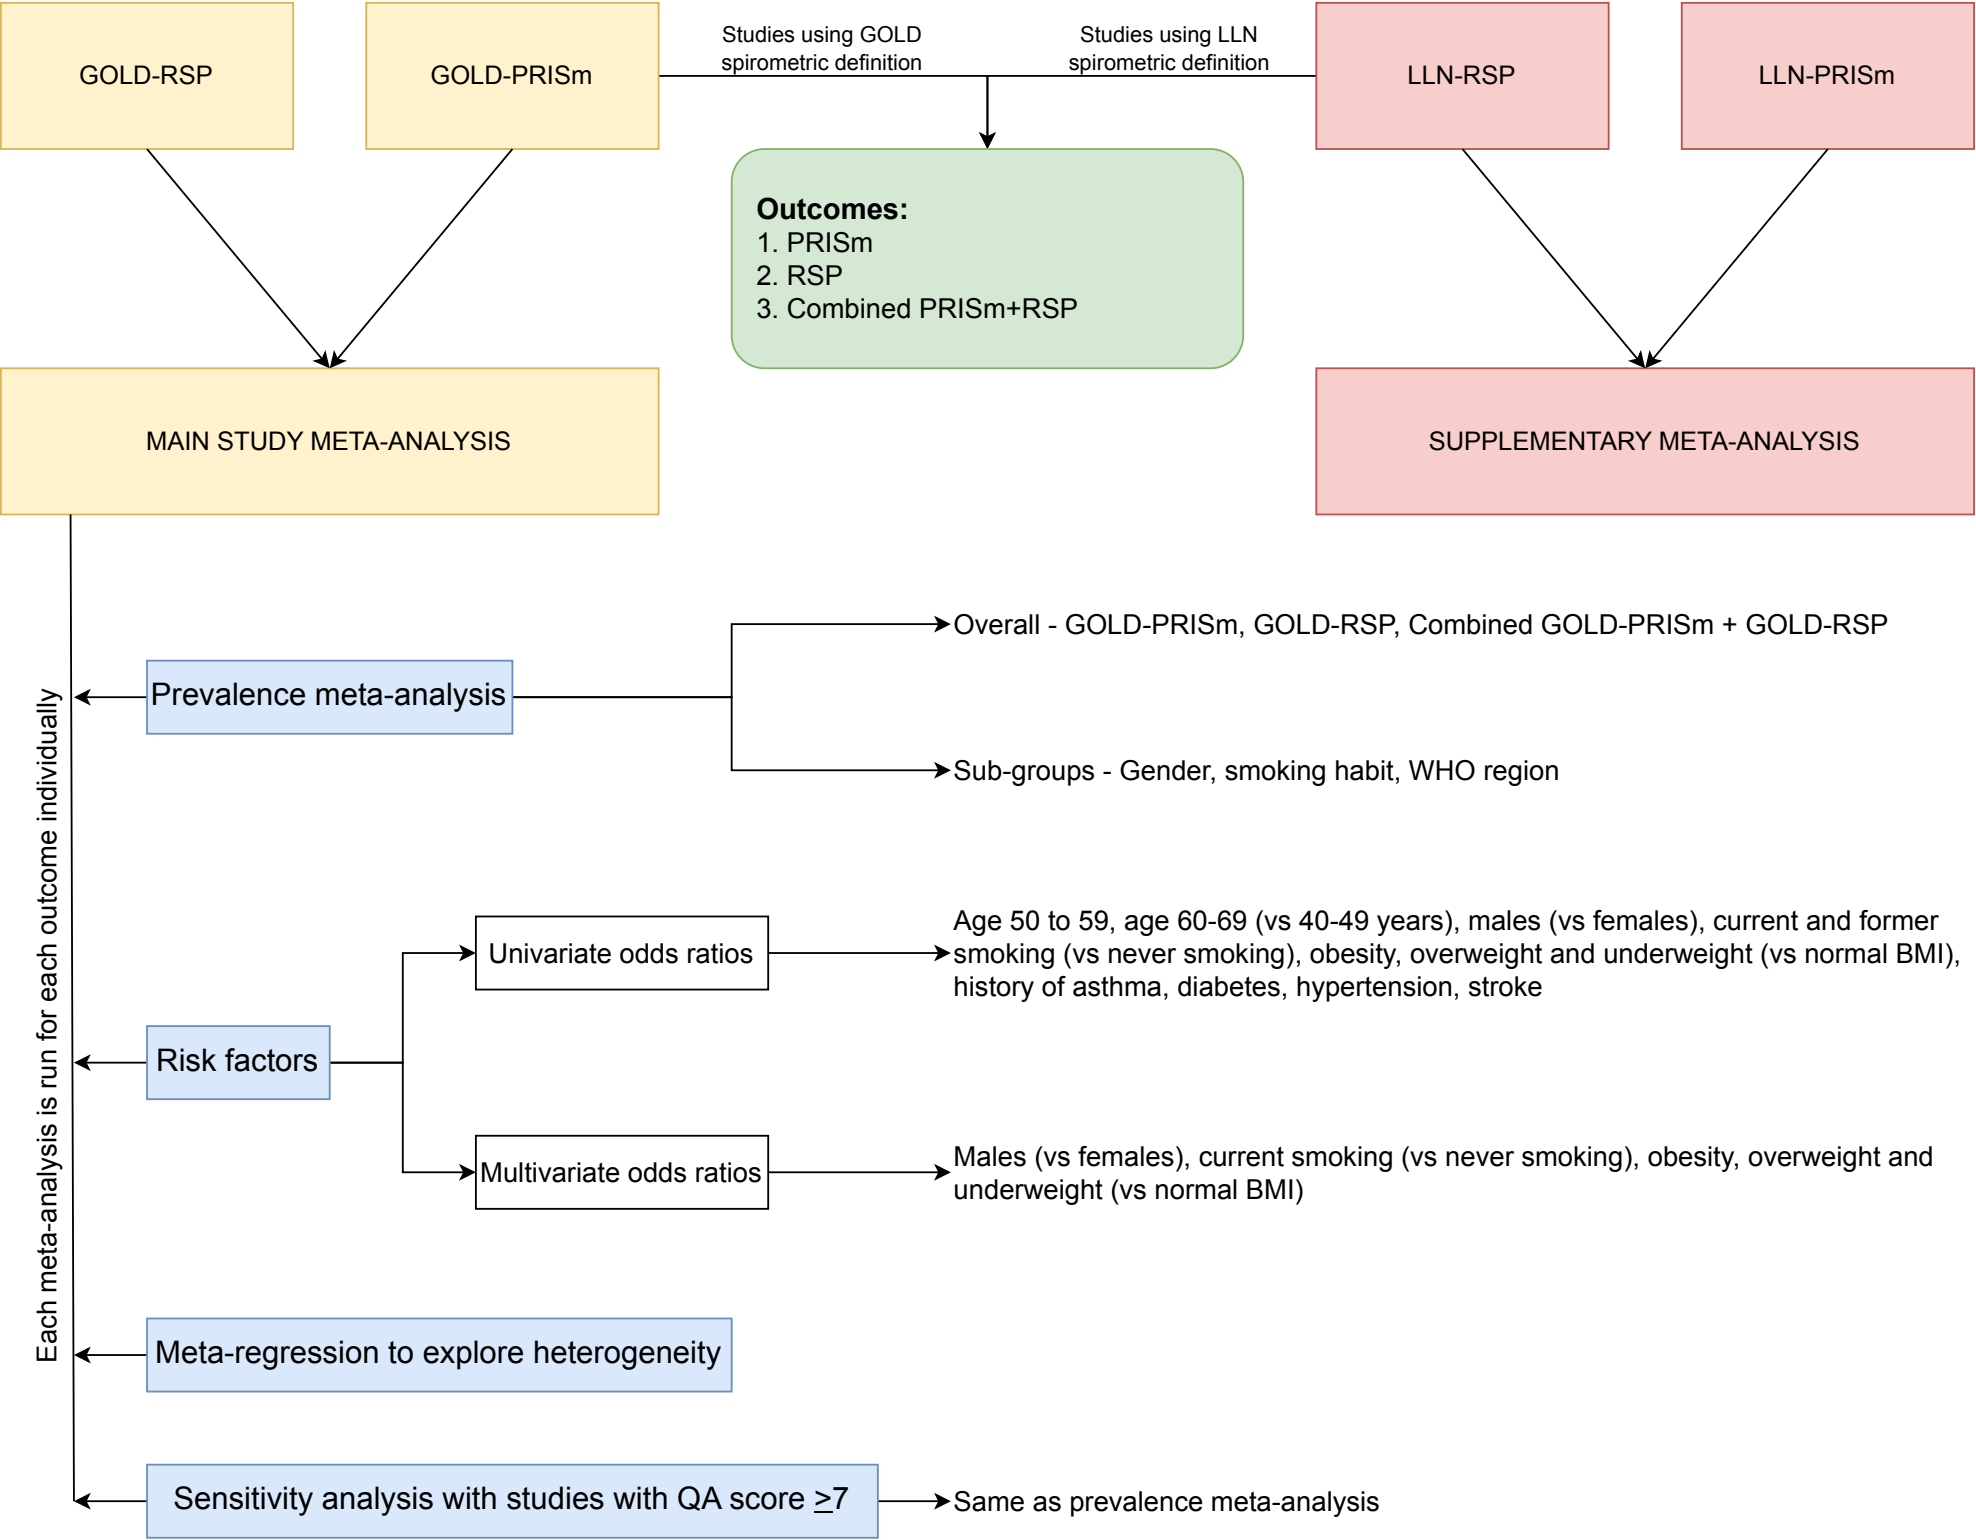 GOLD-RSP
GOLD-PRISm
Studies using GOLD
spirometric definition
Studies using LLN
spirometric definition
LLN-RSP
LLN-PRISm
Outcomes:
1. PRISm
2. RSP
3. Combined PRISm+RSP
MAIN STUDY META-ANALYSIS
SUPPLEMENTARY META-ANALYSIS
Each meta-analysis is run for each outcome individually
Prevalence meta-analysis
Overall - GOLD-PRISm, GOLD-RSP, Combined GOLD-PRISm + GOLD-RSP
Sub-groups - Gender, smoking habit, WHO region
Risk factors
Univariate odds ratios
Age 50 to 59, age 60-69 (vs 40-49 years), males (vs females), current and former
smoking (vs never smoking), obesity, overweight and underweight (vs normal BMI),
history of asthma, diabetes, hypertension, stroke
Multivariate odds ratios
Males (vs females), current smoking (vs never smoking), obesity, overweight and
underweight (vs normal BMI)
Meta-regression to explore heterogeneity
Sensitivity analysis with studies with QA score ≥7
Same as prevalence meta-analysis